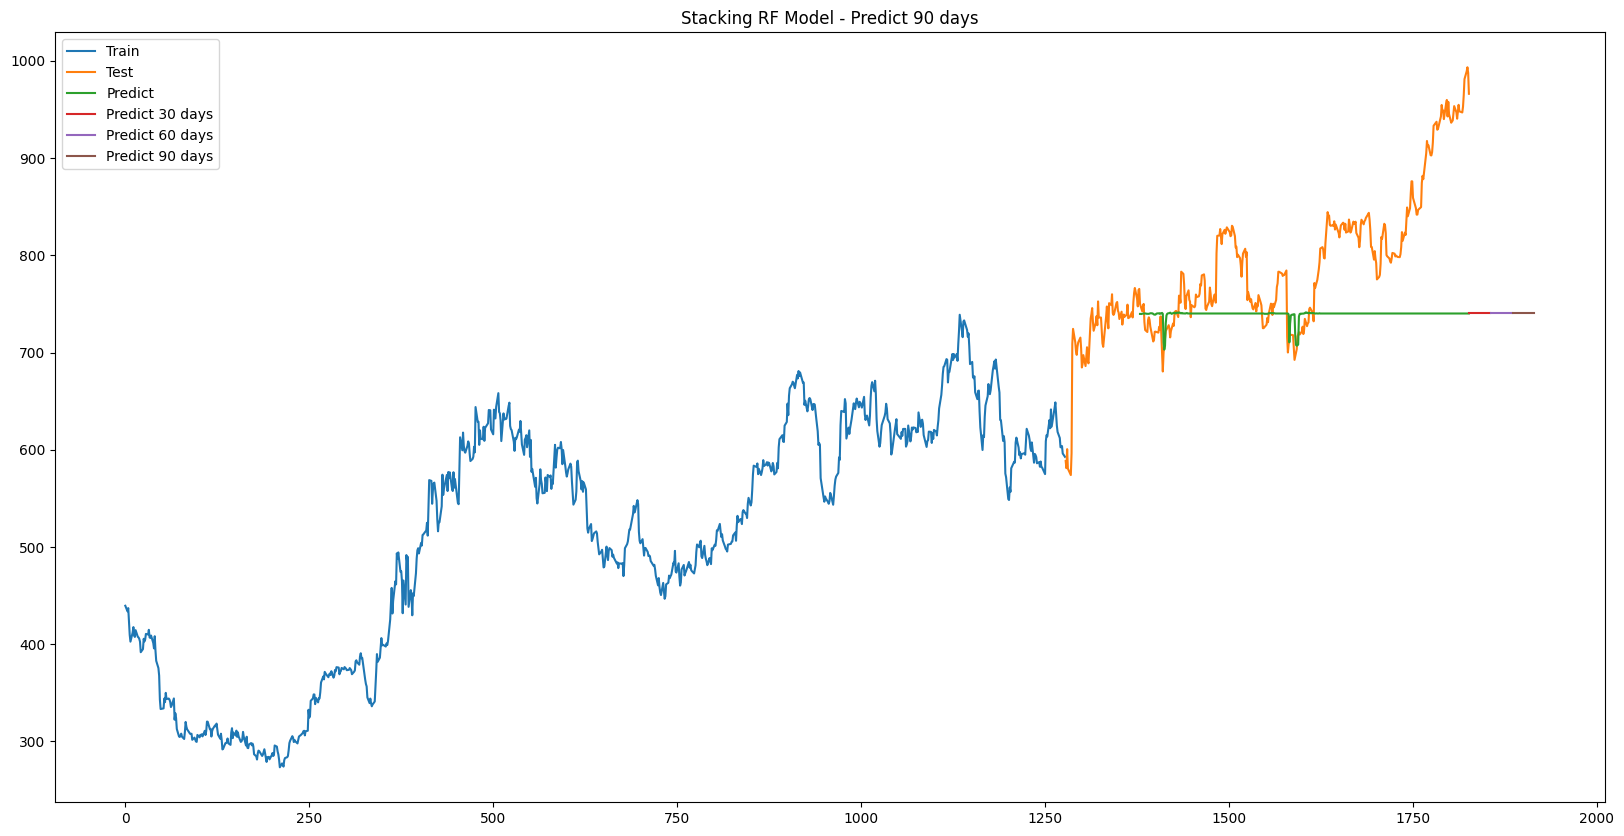 Stacking RF Model - Predict 90 days
Train
Test
Predict
Predict 30 days
Predict 60 days
Predict 90 days
1000
900
800
700
600
500
400
300
0 250 500 750 1000 1250 1500 1750 2000